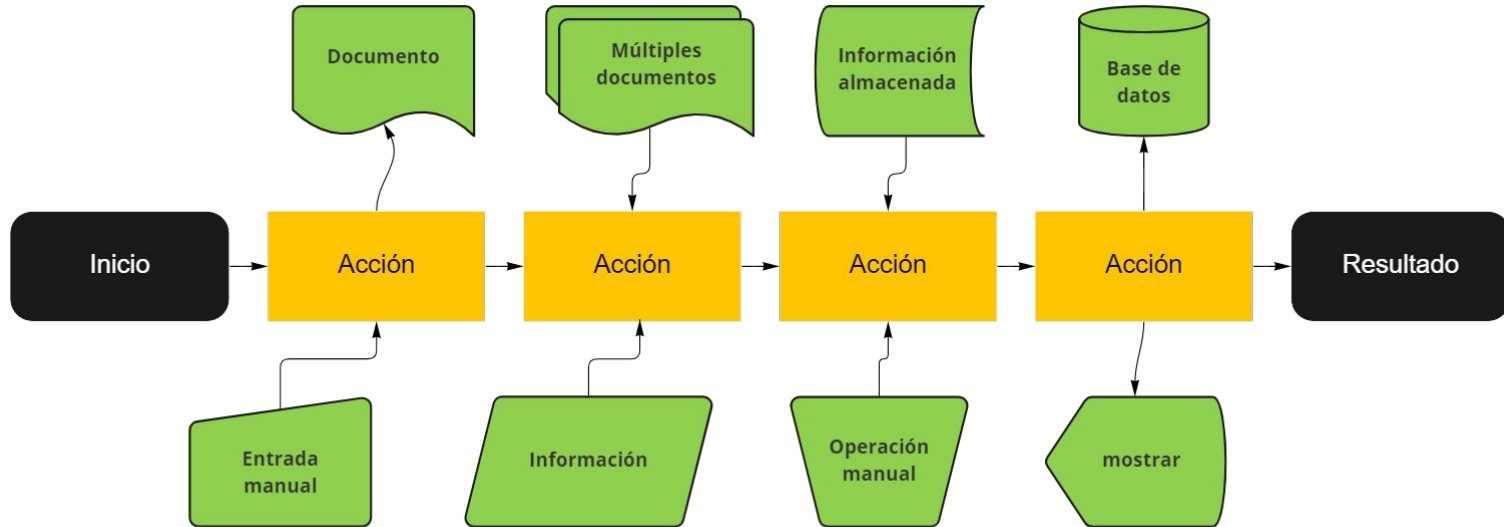 Documento
Múltiples
documentos
Información
almacenada
Base de
datos
Inicio
Acción
Acción
Acción
Acción
Resultado
Entrada
manual
Información
Operación
manual
mostrar